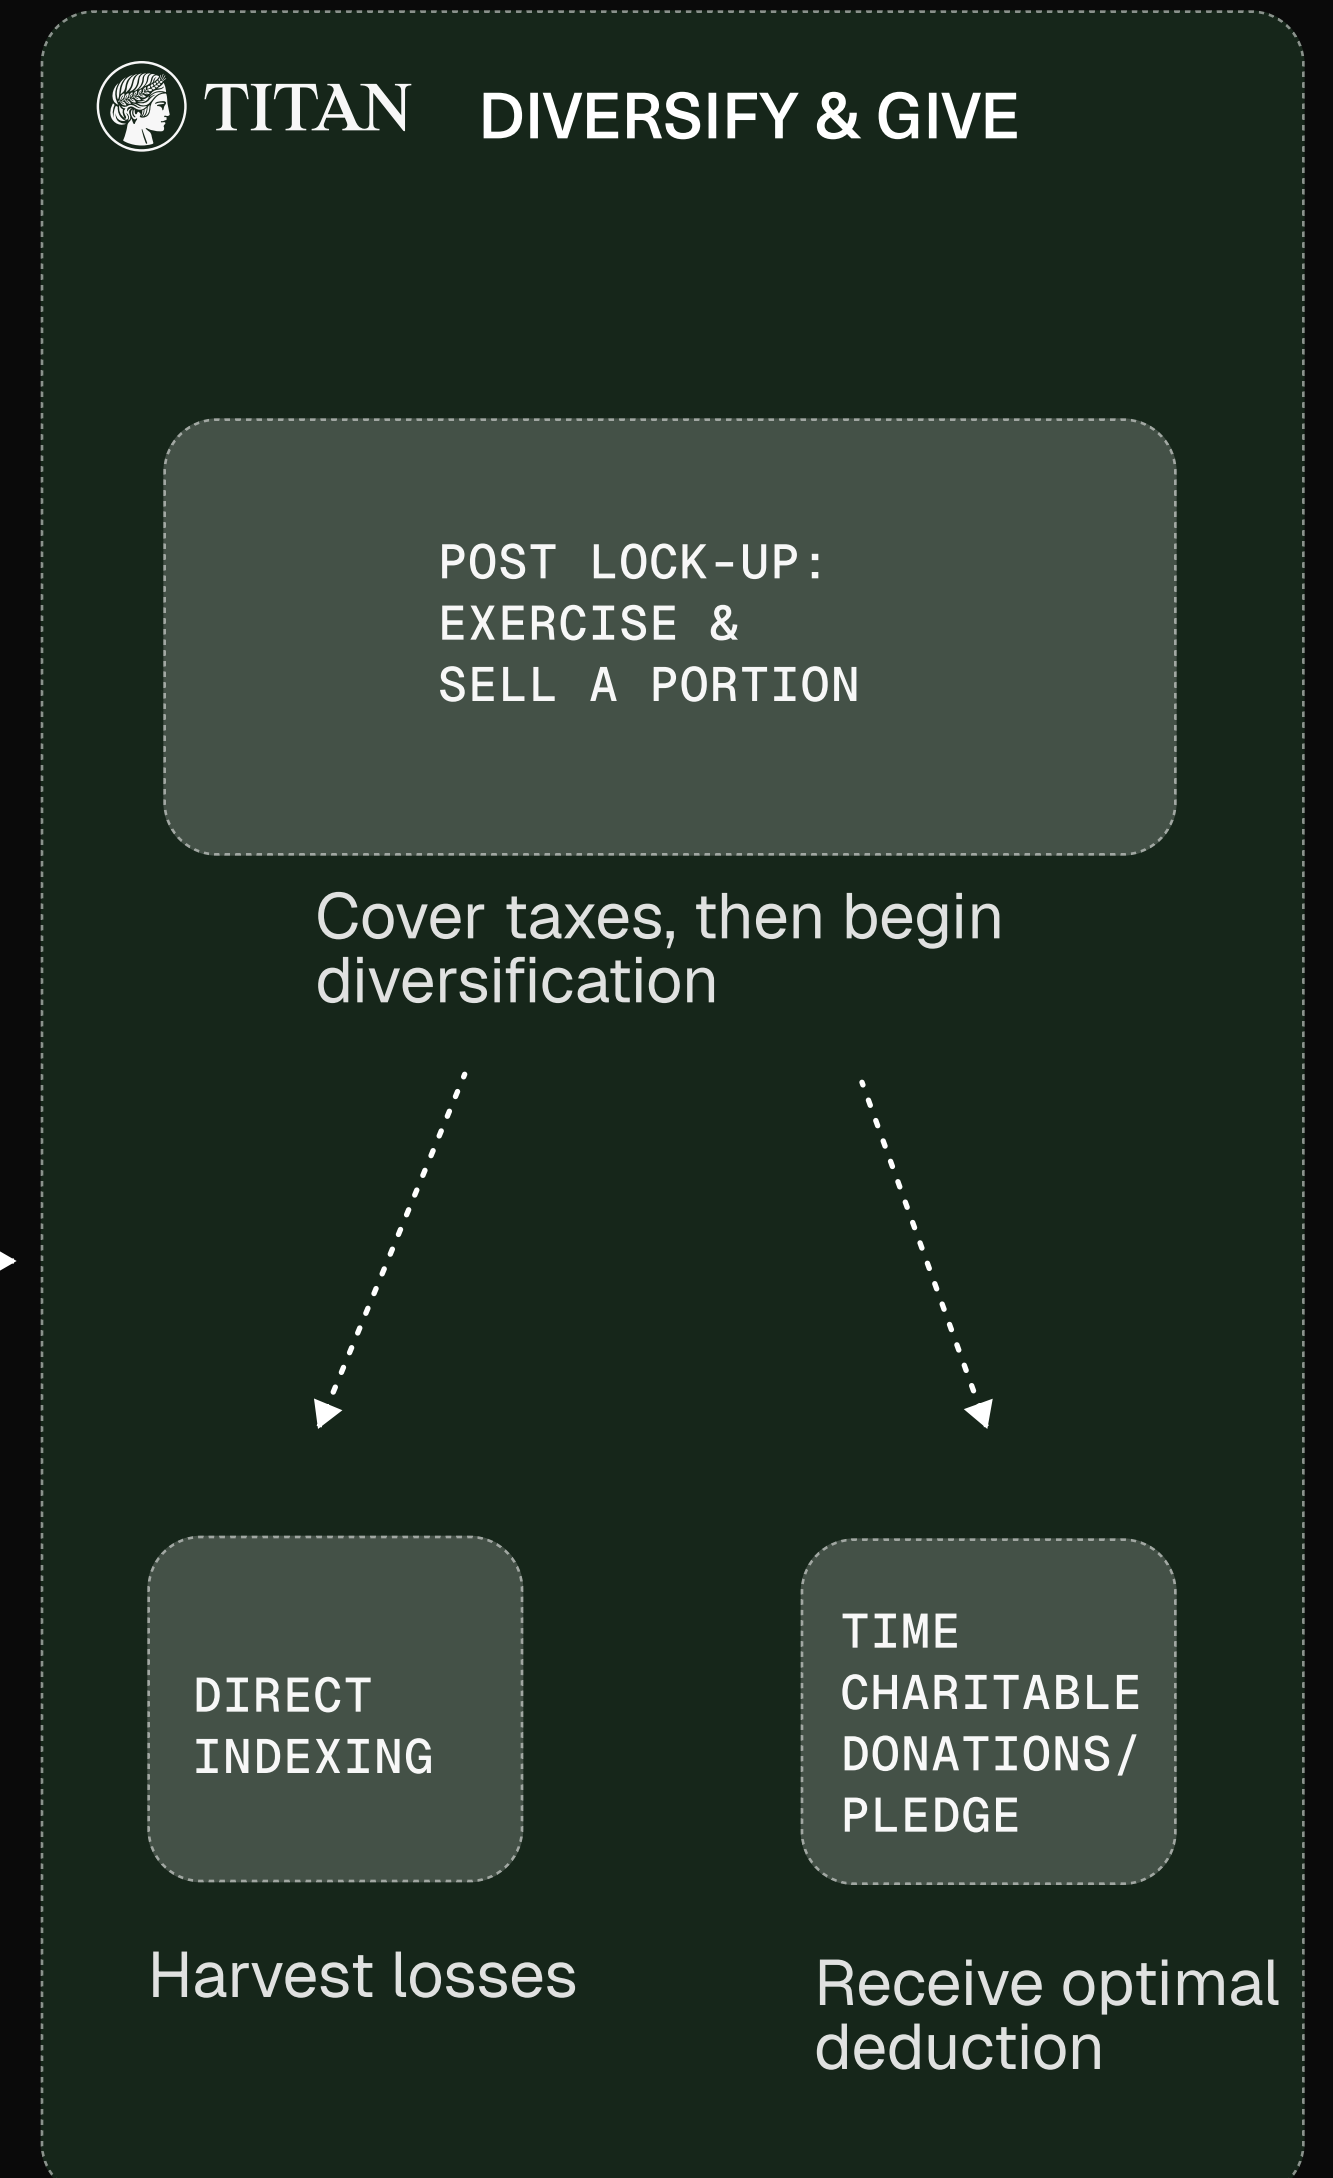 TITAN DIVERSIFY & GIVE
POST LOCK-UP:
EXERCISE &
SELL A PORTION
Cover taxes, then begin
diversification
DIRECT
INDEXING
Harvest losses
TIME
CHARITABLE
DONATIONS/
PLEDGE
Receive optimal
deduction